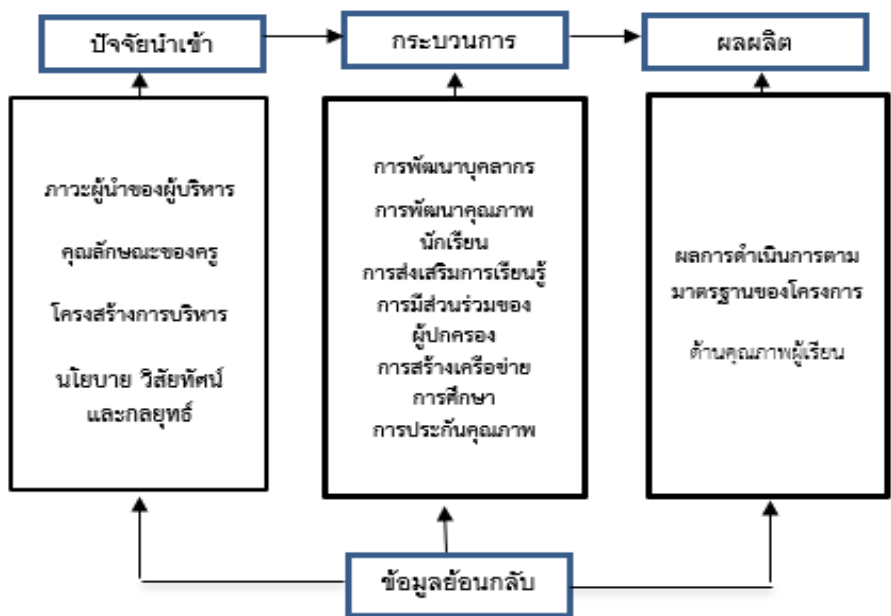 ปัจจัยนำเข้า
กระบวนการ
ผลผลิต
ภาวะผู้นำของผู้บริหาร
คุณลักษณะของครู
โครงสร้างการบริหาร
นโยบาย วิสัยทัศน์
และกลยุทธ์
การพัฒนาบุคลากร
การพัฒนาคุณภาพ
นักเรียน
การส่งเสริมการเรียนรู้
การมีส่วนร่วมของ
ผู้ปกครอง
การสร้างเครือข่าย
การศึกษา
การประกันคุณภาพ
ผลการดำเนินการตาม
มาตรฐานของโครงการ
ด้านคุณภาพผู้เรียน
ข้อมูลย้อนกลับ